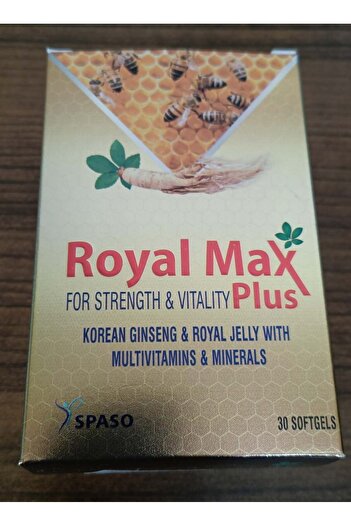 Royal Max
FOR STRENGTH & VITALITY Plus
KOREAN GINSENG & ROYAL JELLY WITH
MULTIVITAMINS & MINERALS
SPASO
30 SOFTGELS